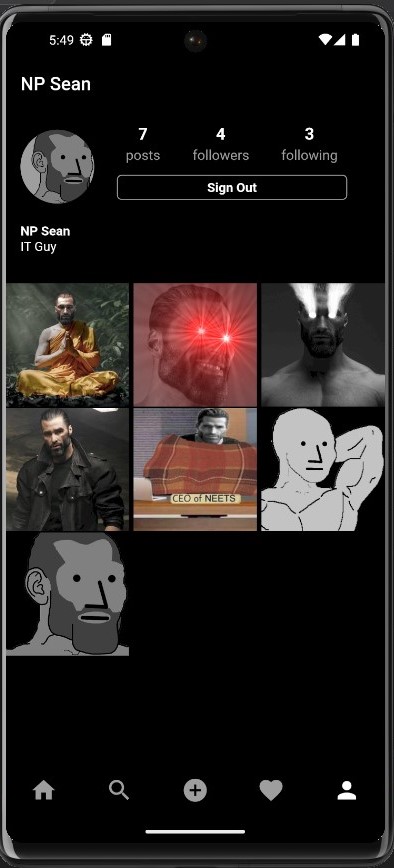 5:49
NP Sean
7 4 3
posts followers following
Sign Out
NP Sean
IT Guy
CEO of NEETS